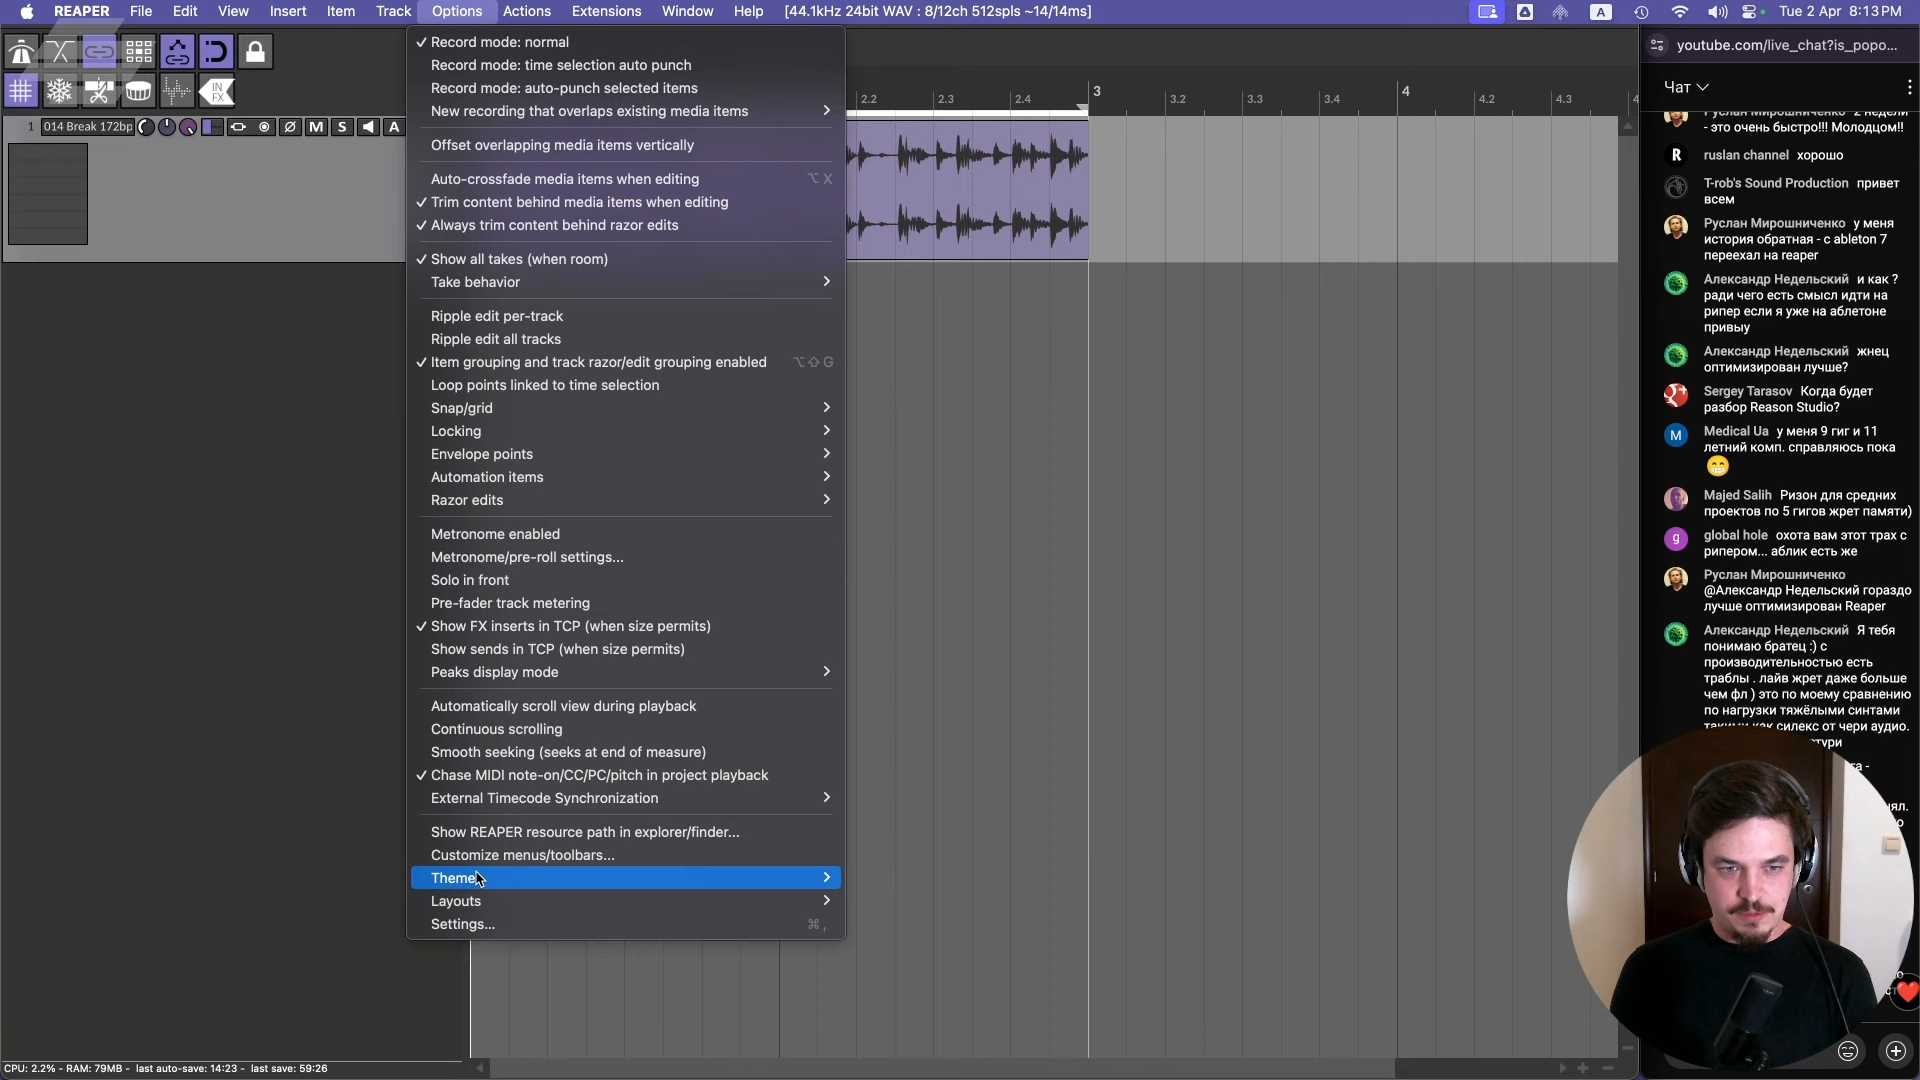 REAPER File Edit View Insert Item Track Options Actions Extensions Window Help [44.1kHz 24bit WAV : 8/12ch 512spls ~14/14ms] A Tue 2 Apr 8:13 PM
IN
FX
1 014 Break 172bp M S A
2.2 2.3 2.4 3 3.2 3.3 3.4 4 4.2 4.3 4
✓ Record mode: normal
Record mode: time selection auto punch
Record mode: auto-punch selected items
New recording that overlaps existing media items
Offset overlapping media items vertically
Auto-crossfade media items when editing ⌥ X
✓ Trim content behind media items when editing
✓ Always trim content behind razor edits
✓ Show all takes (when room)
Take behavior
Ripple edit per-track
Ripple edit all tracks
✓ Item grouping and track razor/edit grouping enabled ⌥⇧G
Loop points linked to time selection
Snap/grid
Locking
Envelope points
Automation items
Razor edits
Metronome enabled
Metronome/pre-roll settings...
Solo in front
Pre-fader track metering
✓ Show FX inserts in TCP (when size permits)
Show sends in TCP (when size permits)
Peaks display mode
Automatically scroll view during playback
Continuous scrolling
Smooth seeking (seeks at end of measure)
✓ Chase MIDI note-on/CC/PC/pitch in project playback
External Timecode Synchronization
Show REAPER resource path in explorer/finder...
Customize menus/toolbars...
Theme
Layouts
Settings... ⌘ ,
CPU: 2.2% - RAM: 79MB - last auto-save: 14:23 - last save: 59:26
youtube.com/live_chat?is_popo...
Чат
Руслан Мирошниченко 2 недели
- это очень быстро!!! Молодцом!!
R ruslan channel хорошо
T-rob's Sound Production привет
всем
Руслан Мирошниченко у меня
история обратная - с ableton 7
переехал на reaper
Александр Недельский и как ?
ради чего есть смысл идти на
рипер если я уже на аблетоне
привыу
Александр Недельский жнец
оптимизирован лучше?
Sergey Tarasov Когда будет
разбор Reason Studio?
M Medical Ua у меня 9 гиг и 11
летний комп. справляюсь пока
😁
Majed Salih Ризон для средних
проектов по 5 гигов жрет памяти)
g global hole охота вам этот трах с
рипером... аблик есть же
Руслан Мирошниченко
@Александр Недельский гораздо
лучше оптимизирован Reaper
Александр Недельский Я тебя
понимаю братец :) с
производительностью есть
траблы . лайв жрет даже больше
чем фл ) это по моему сравнению
по нагрузки тяжёлыми синтами
такими как силекс от чери аудио.